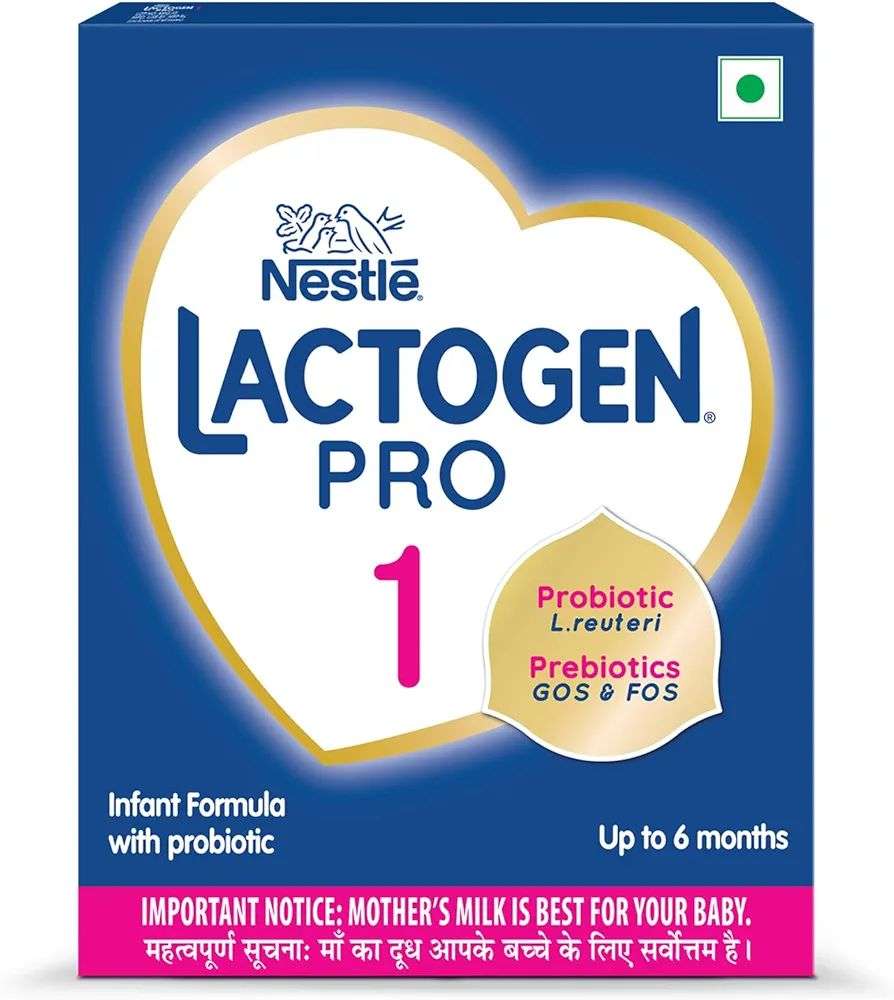 LACTOGEN
Nestlé®
LACTOGEN®
PRO
1
Probiotic
L.reuteri
Prebiotics
GOS & FOS
Infant Formula
with probiotic
Up to 6 months
IMPORTANT NOTICE: MOTHER'S MILK IS BEST FOR YOUR BABY.
महत्वपूर्ण सूचना: माँ का दूध आपके बच्चे के लिए सर्वोत्तम है।